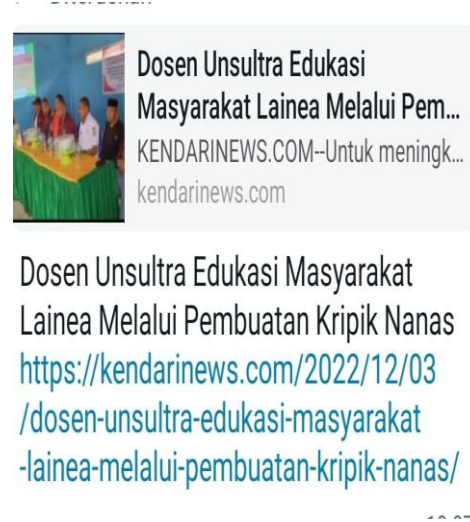 Dosen Unsultra Edukasi
Masyarakat Lainea Melalui Pem...
KENDARINEWS.COM--Untuk meningk...
kendarinews.com
Dosen Unsultra Edukasi Masyarakat
Lainea Melalui Pembuatan Kripik Nanas
https://kendarinews.com/2022/12/03
/dosen-unsultra-edukasi-masyarakat
-lainea-melalui-pembuatan-kripik-nanas/